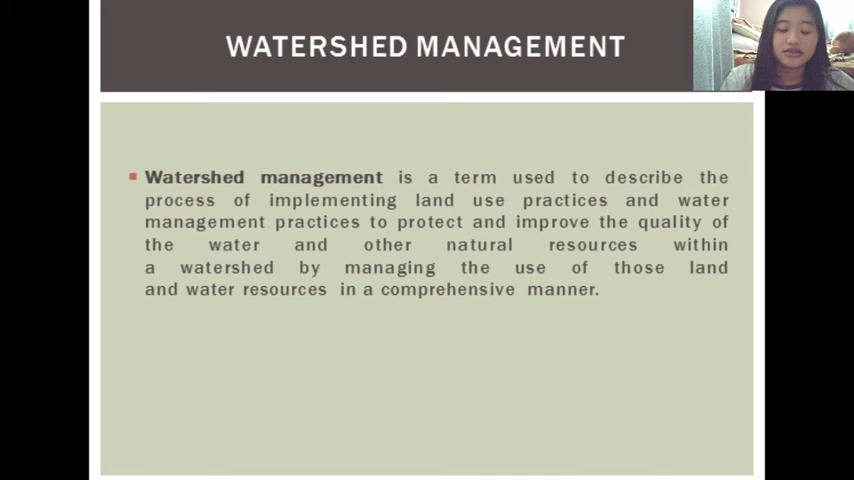 WATERSHED MANAGEMENT
Watershed management is a term used to describe the
process of implementing land use practices and water
management practices to protect and improve the quality of
the water and other natural resources within
a watershed by managing the use of those land
and water resources in a comprehensive manner.